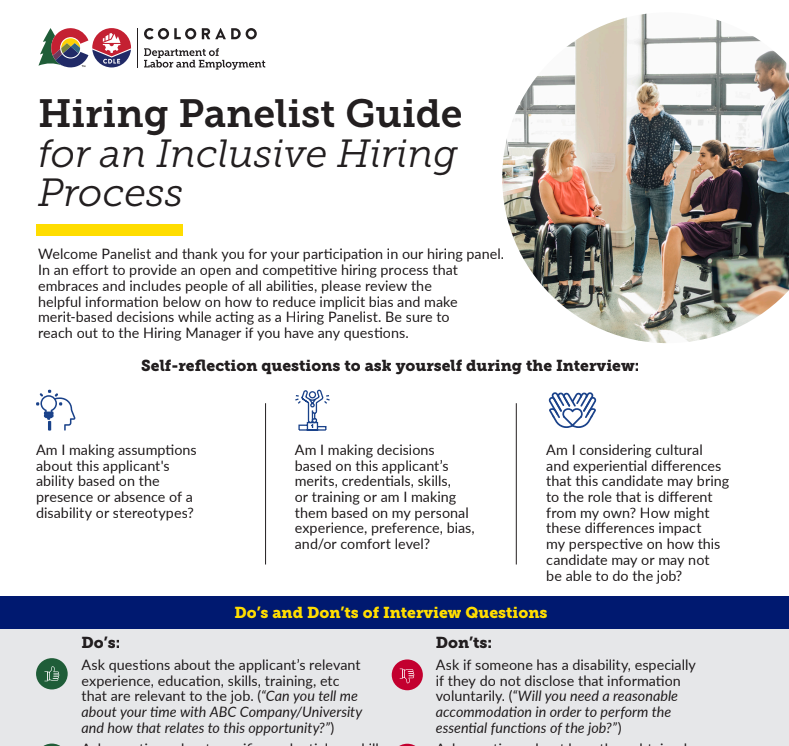 COLORADO
Department of
Labor and Employment
CDLE
Hiring Panelist Guide
for an Inclusive Hiring
Process
Welcome Panelist and thank you for your participation in our hiring panel.
In an effort to provide an open and competitive hiring process that
embraces and includes people of all abilities, please review the
helpful information below on how to reduce implicit bias and make
merit-based decisions while acting as a Hiring Panelist. Be sure to
reach out to the Hiring Manager if you have any questions.
Self-reflection questions to ask yourself during the Interview:
Am I making assumptions
about this applicant's
ability based on the
presence or absence of a
disability or stereotypes?
1
Am I making decisions
based on this applicant’s
merits, credentials, skills,
or training or am I making
them based on my personal
experience, preference, bias,
and/or comfort level?
Am I considering cultural
and experiential differences
that this candidate may bring
to the role that is different
from my own? How might
these differences impact
my perspective on how this
candidate may or may not
be able to do the job?
Do’s and Don’ts of Interview Questions
Do’s:
Ask questions about the applicant’s relevant
experience, education, skills, training, etc
that are relevant to the job. (“Can you tell me
about your time with ABC Company/University
and how that relates to this opportunity?”)
Don’ts:
Ask if someone has a disability, especially
if they do not disclose that information
voluntarily. (“Will you need a reasonable
accommodation in order to perform the
essential functions of the job?”)